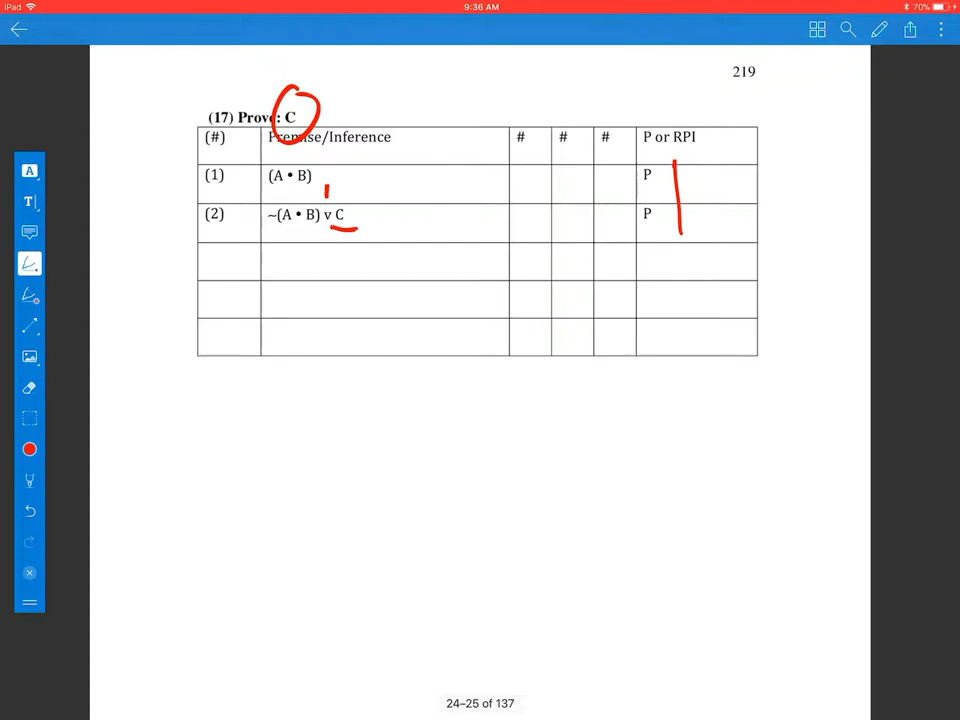 iPad 9:36 AM 70%
219
(17) Prove: C
(#) Premise/Inference # # # P or RPI
(1) (A • B) P
(2) ~(A • B) v C P
T
24–25 of 137